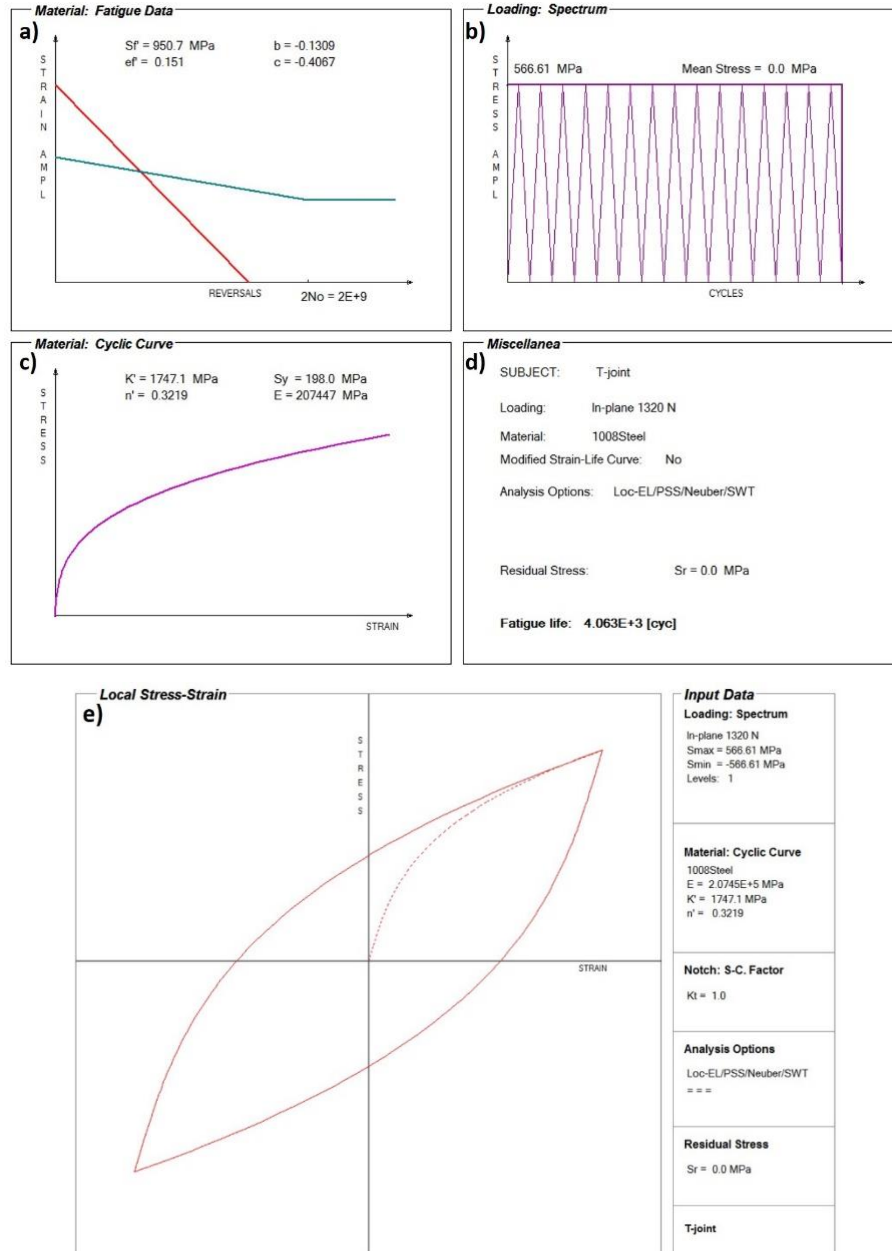 Material: Fatigue Data
a)
Sf' = 950.7 MPa b = -0.1309
ef' = 0.151 c = -0.4067
STRAIN AMPL
REVERSALS
2No = 2E+9
Loading: Spectrum
b)
566.61 MPa Mean Stress = 0.0 MPa
STRESS AMPL
CYCLES
Material: Cyclic Curve
c)
K' = 1747.1 MPa Sy = 198.0 MPa
n' = 0.3219 E = 207447 MPa
STRESS
STRAIN
Miscellanea
d)
SUBJECT: T-joint
Loading: In-plane 1320 N
Material: 1008Steel
Modified Strain-Life Curve: No
Analysis Options: Loc-EL/PSS/Neuber/SWT
Residual Stress: Sr = 0.0 MPa
Fatigue life: 4.063E+3 [cyc]
Local Stress-Strain
e)
STRESS
STRAIN
Input Data
Loading: Spectrum
In-plane 1320 N
Smax = 566.61 MPa
Smin = -566.61 MPa
Levels: 1
Material: Cyclic Curve
1008Steel
E = 2.0745E+5 MPa
K' = 1747.1 MPa
n' = 0.3219
Notch: S-C. Factor
Kt = 1.0
Analysis Options
Loc-EL/PSS/Neuber/SWT
= = =
Residual Stress
Sr = 0.0 MPa
T-joint